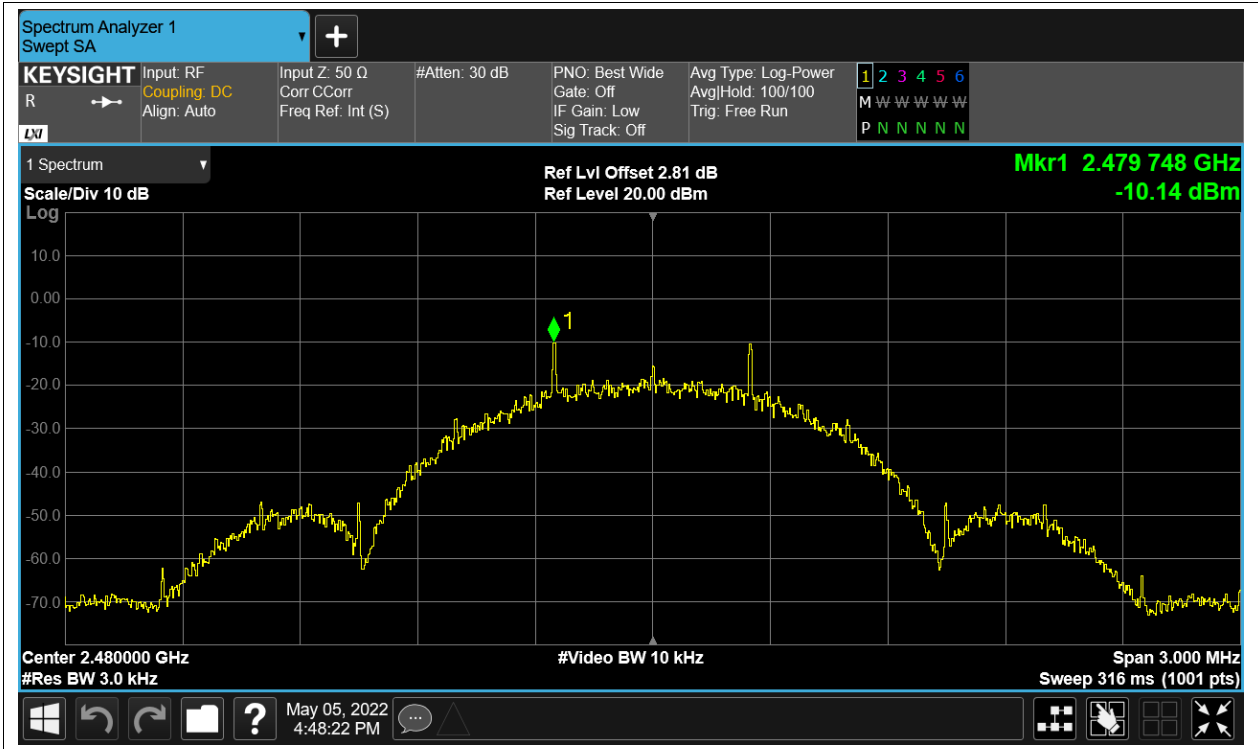 Spectrum Analyzer 1
Swept SA
KEYSIGHT
R
LXI
Input: RF
Coupling: DC
Align: Auto
Input Z: 50 Ω
Corr CCorr
Freq Ref: Int (S)
#Atten: 30 dB
PNO: Best Wide
Gate: Off
IF Gain: Low
Sig Track: Off
Avg Type: Log-Power
Avg|Hold: 100/100
Trig: Free Run
1 2 3 4 5 6
M W W W W W W
P N N N N N N
1 Spectrum
Scale/Div 10 dB
Log
Ref Lvl Offset 2.81 dB
Ref Level 20.00 dBm
Mkr1 2.479 748 GHz
-10.14 dBm
10.0
0.00
-10.0
-20.0
-30.0
-40.0
-50.0
-60.0
-70.0
1
Center 2.480000 GHz
#Res BW 3.0 kHz
#Video BW 10 kHz
Span 3.000 MHz
Sweep 316 ms (1001 pts)
?
May 05, 2022
4:48:22 PM